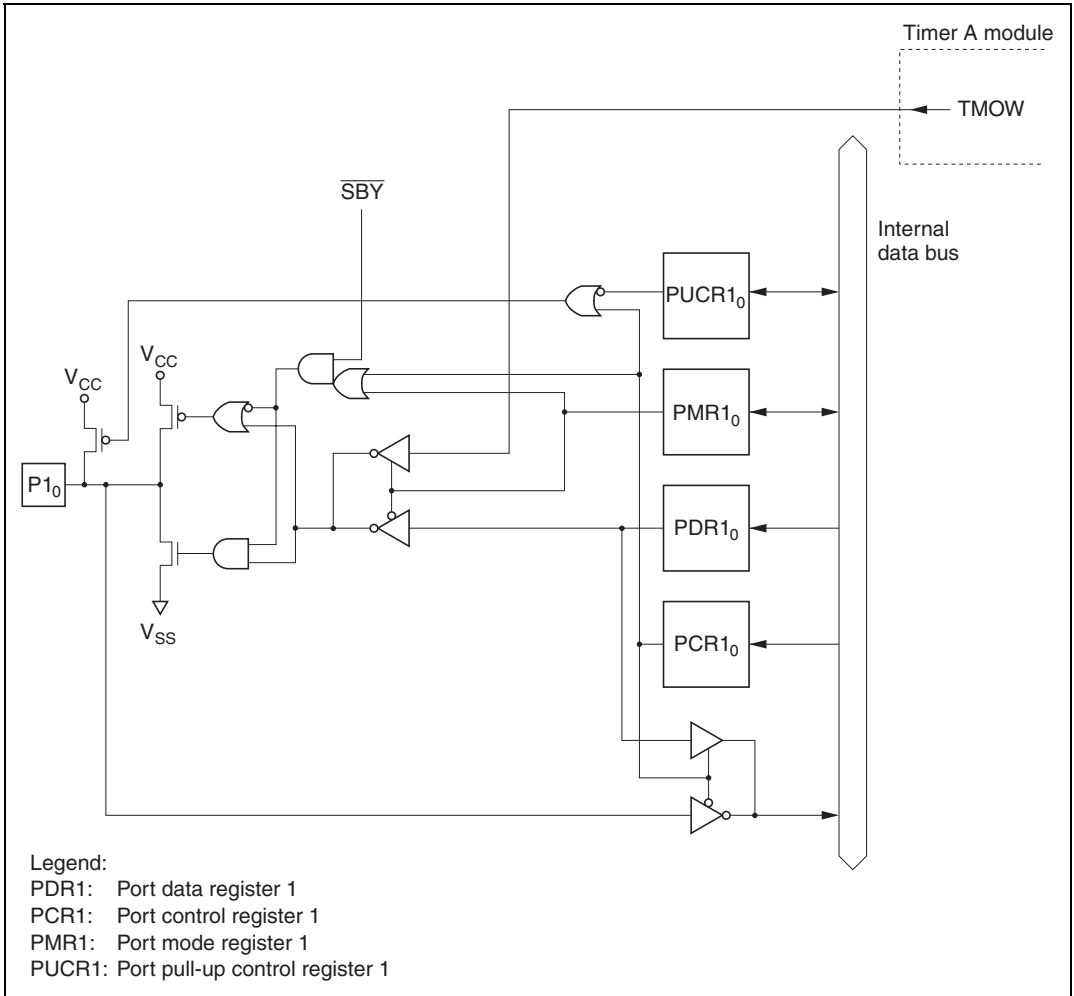 Timer A module
TMOW
SBY
Internal
data bus
PUCR1₀
V_CC
V_CC
PMR1₀
P1₀
PDR1₀
V_SS
PCR1₀
Legend:
PDR1: Port data register 1
PCR1: Port control register 1
PMR1: Port mode register 1
PUCR1: Port pull-up control register 1